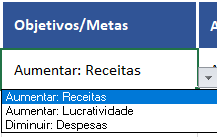 Objetivos/Metas
Aumentar: Receitas
Aumentar: Receitas
Aumentar: Lucratividade
Diminuir: Despesas